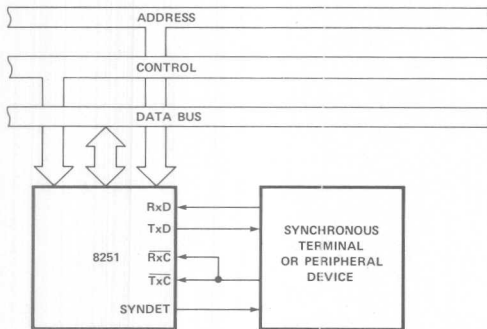 ADDRESS
CONTROL
DATA BUS
RxD
TxD
8251
RxC
TxC
SYNDET
SYNCHRONOUS
TERMINAL
OR PERIPHERAL
DEVICE